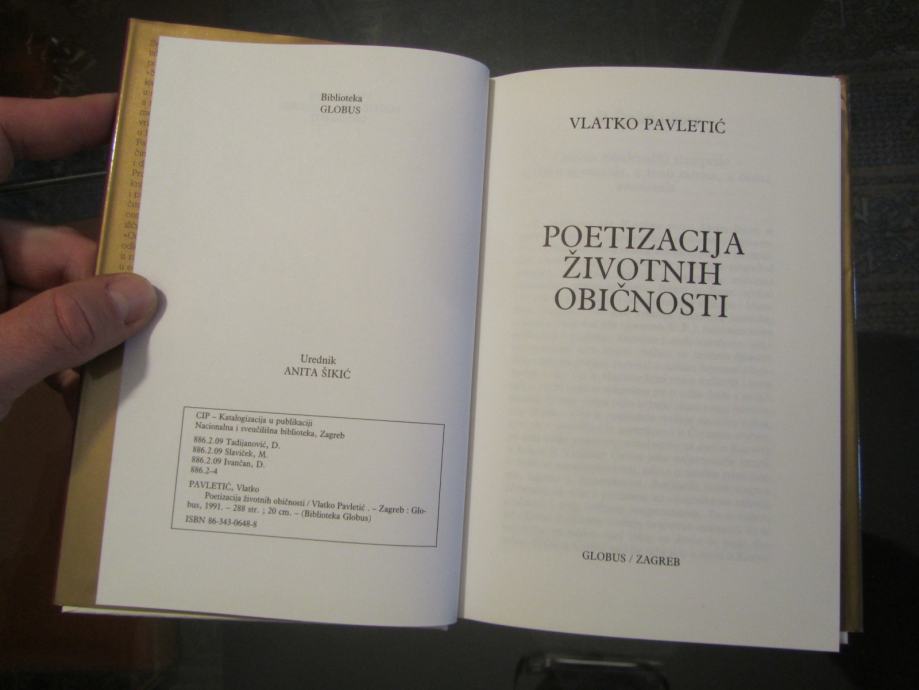 Biblioteka
GLOBUS
Urednik
ANITA ŠIKIĆ
CIP – Katalogizacija u publikaciji
Nacionalna i sveučilišna biblioteka, Zagreb
886.2.09 Tadijanović, D.
886.2.09 Slaviček, M.
886.2.09 Ivančan, D.
886.2–4
PAVLETIĆ, Vlatko
Poetizacija životnih običnosti / Vlatko Pavletić . – Zagreb : Glo-
bus, 1991. – 288 str. ; 20 cm. – (Biblioteka Globus)
ISBN 86-343-0648-8
VLATKO PAVLETIĆ
POETIZACIJA
ŽIVOTNIH
OBIČNOSTI
GLOBUS / ZAGREB